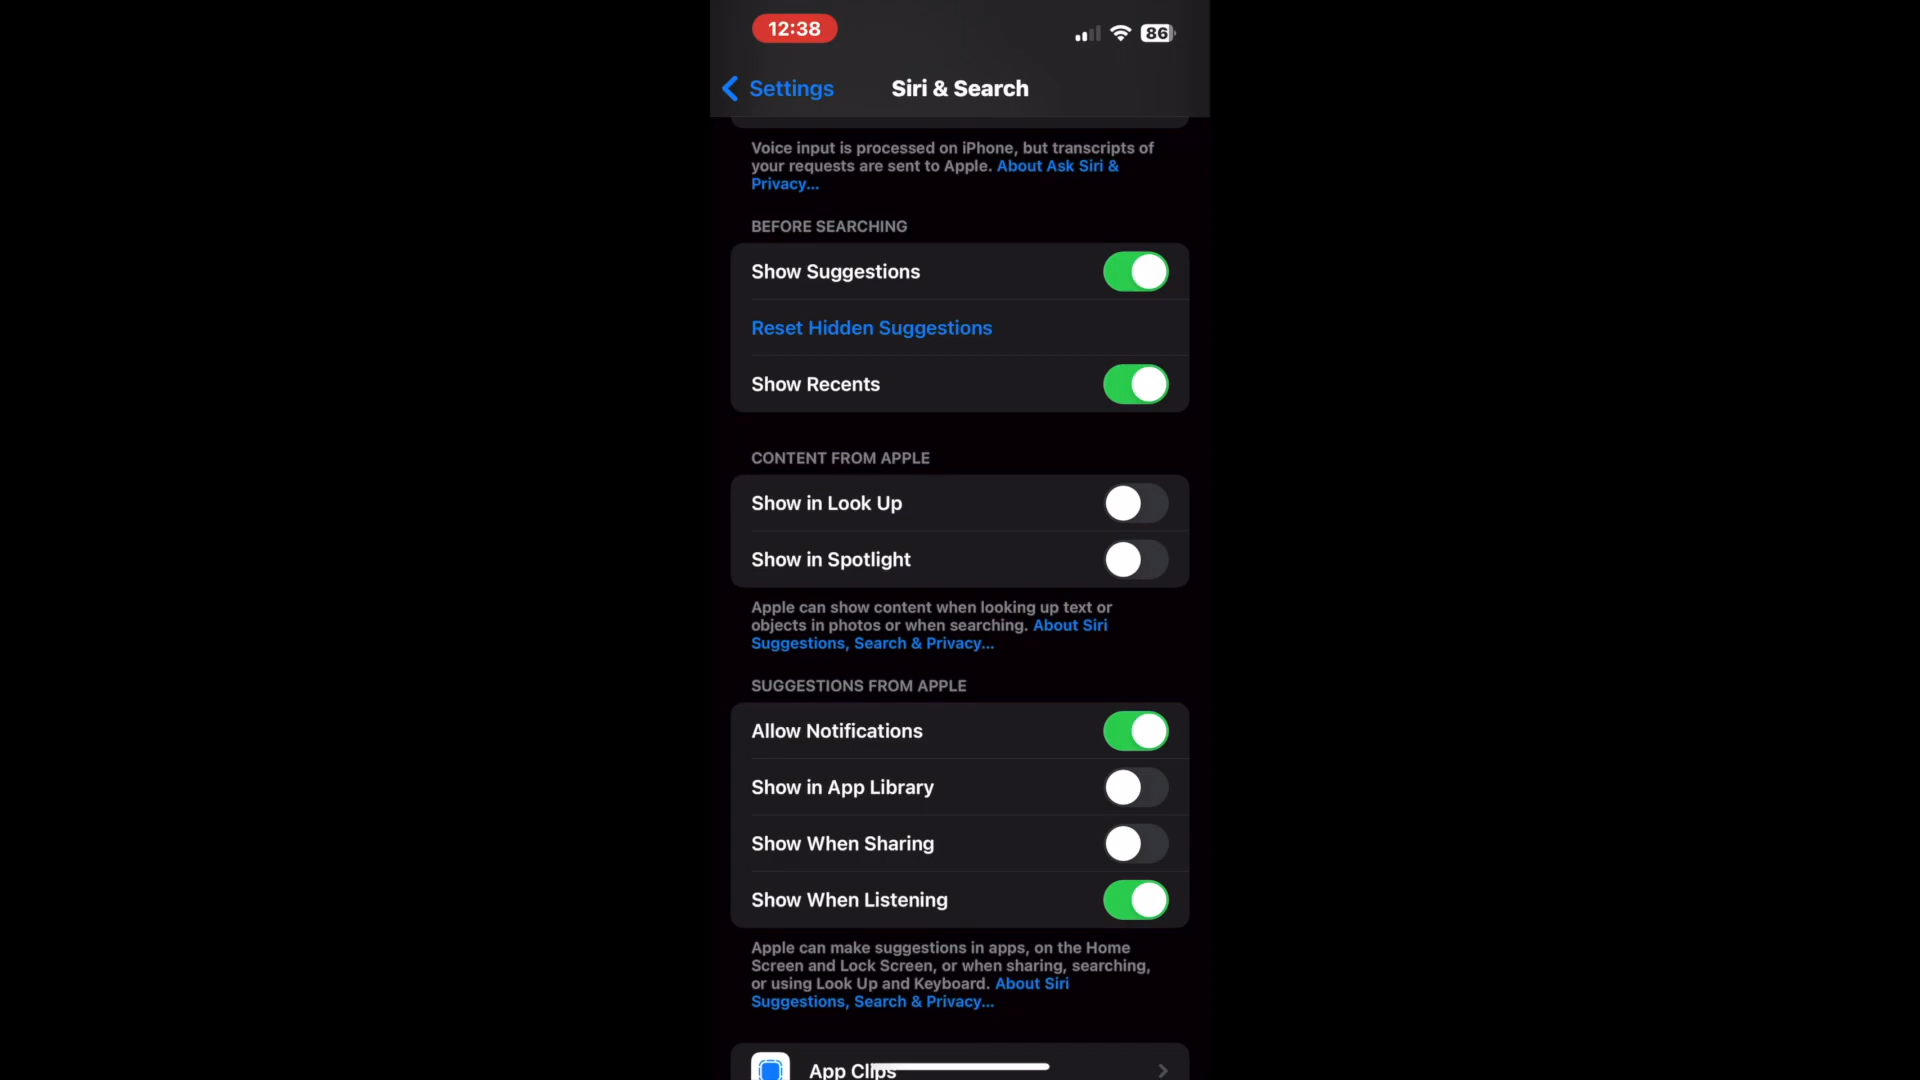 12:38
86
Settings
Siri & Search
Voice input is processed on iPhone, but transcripts of
your requests are sent to Apple. About Ask Siri &
Privacy...
BEFORE SEARCHING
Show Suggestions
Reset Hidden Suggestions
Show Recents
CONTENT FROM APPLE
Show in Look Up
Show in Spotlight
Apple can show content when looking up text or
objects in photos or when searching. About Siri
Suggestions, Search & Privacy...
SUGGESTIONS FROM APPLE
Allow Notifications
Show in App Library
Show When Sharing
Show When Listening
Apple can make suggestions in apps, on the Home
Screen and Lock Screen, or when sharing, searching,
or using Look Up and Keyboard. About Siri
Suggestions, Search & Privacy...
App Clips